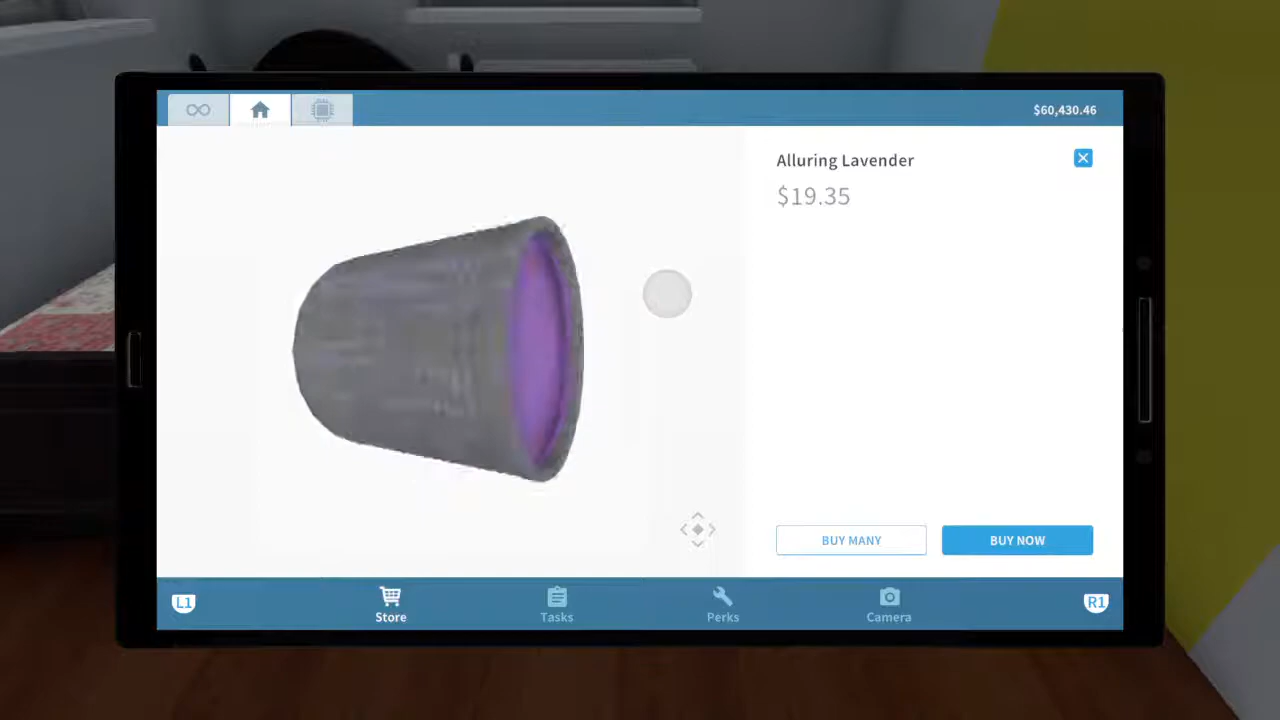 $60,430.46
Alluring Lavender
$19.35
BUY MANY
BUY NOW
L1
Store
Tasks
Perks
Camera
R1